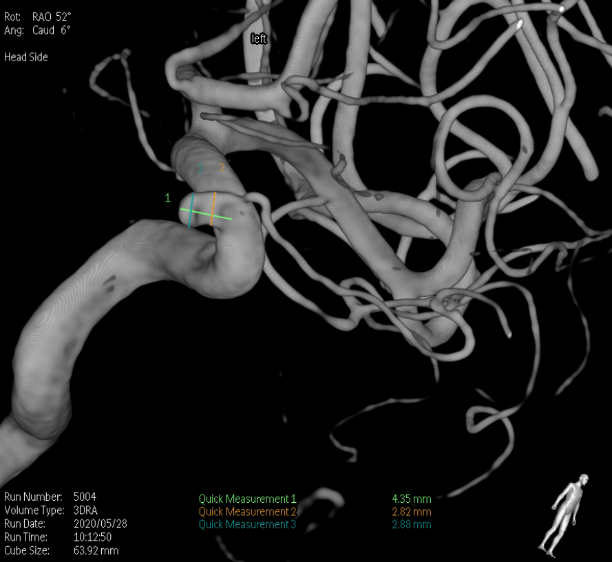 Rot: RAO 52°
Ang: Caud 6°
Head Side
left
1
2
Run Number: 5004
Volume Type: 3DRA
Run Date: 2020/05/28
Run Time: 10:12:50
Cube Size: 63.92 mm
Quick Measurement 1 4.35 mm
Quick Measurement 2 2.82 mm
Quick Measurement 3 2.88 mm